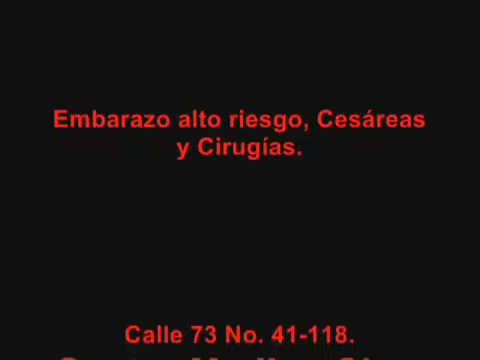 Embarazo alto riesgo, Cesáreas
y Cirugías.
Calle 73 No. 41-118.